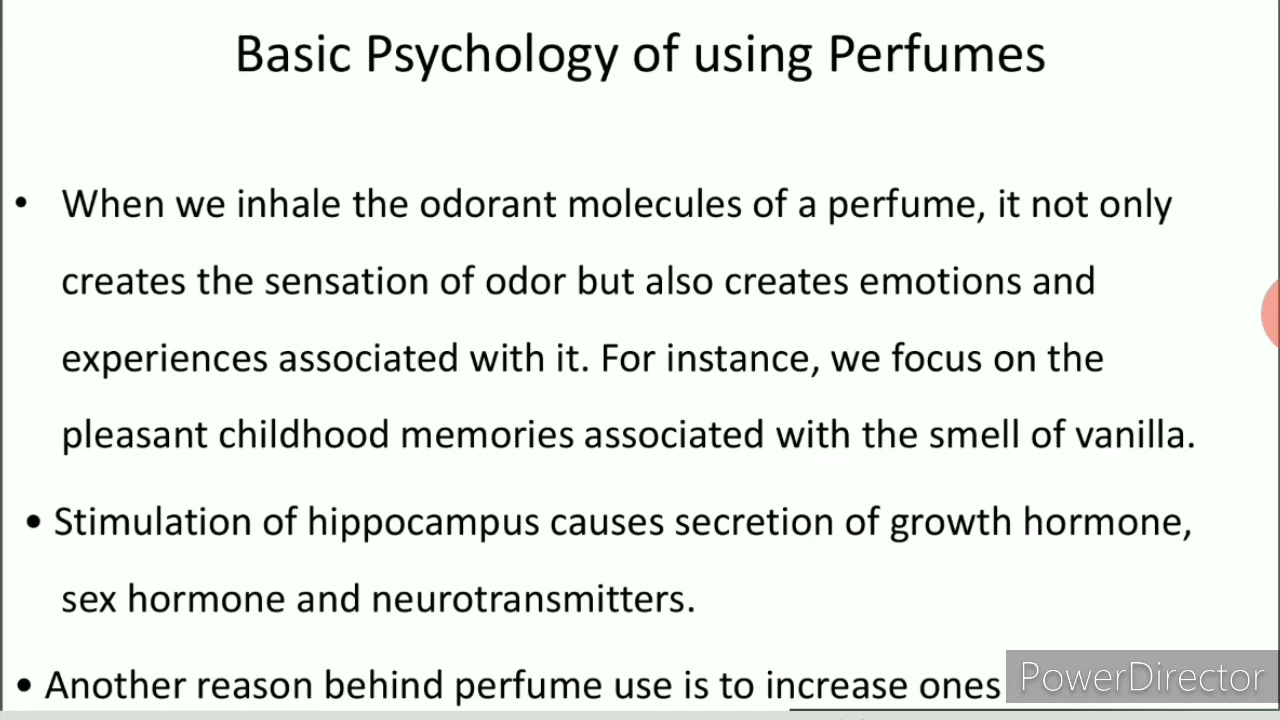 Basic Psychology of using Perfumes
• When we inhale the odorant molecules of a perfume, it not only
creates the sensation of odor but also creates emotions and
experiences associated with it. For instance, we focus on the
pleasant childhood memories associated with the smell of vanilla.
• Stimulation of hippocampus causes secretion of growth hormone,
sex hormone and neurotransmitters.
• Another reason behind perfume use is to increase ones
PowerDirector